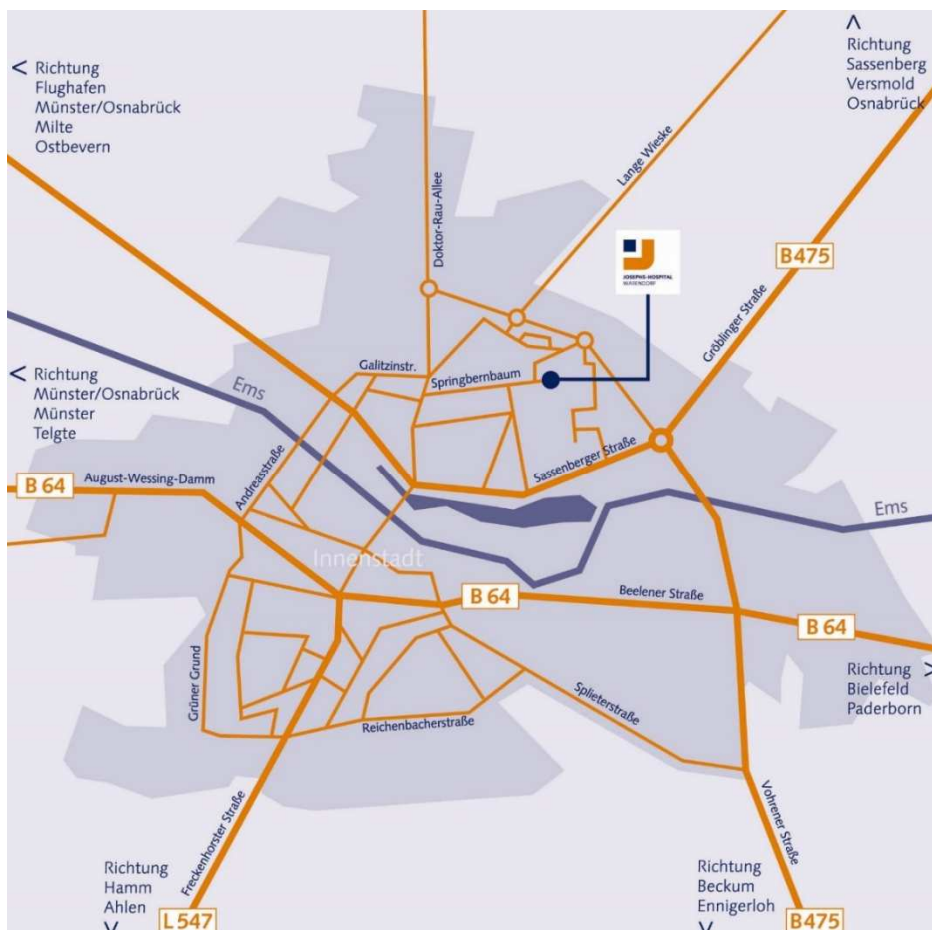 < Richtung
Flughafen
Münster/Osnabrück
Milte
Ostbevern
Richtung
Sassenberg
Versmold
Osnabrück
Doktor-Rau-Allee
Lange Wieske
JOSEPHS-HOSPITAL
WARENDORF
B475
Gröblinger Straße
Galitzinstr.
Springbernbaum
< Richtung
Münster/Osnabrück
Münster
Telgte
Ems
Sassenberger Straße
Andreasstraße
August-Wessing-Damm
B 64
Ems
Innenstadt
B 64
Beelener Straße
B 64
Richtung >
Bielefeld
Paderborn
Grüner Grund
Splieterstraße
Reichenbacherstraße
Freckenhorster Straße
Vohrener Straße
Richtung
Hamm
Ahlen
L 547
Richtung
Beckum
Ennigerloh
B475